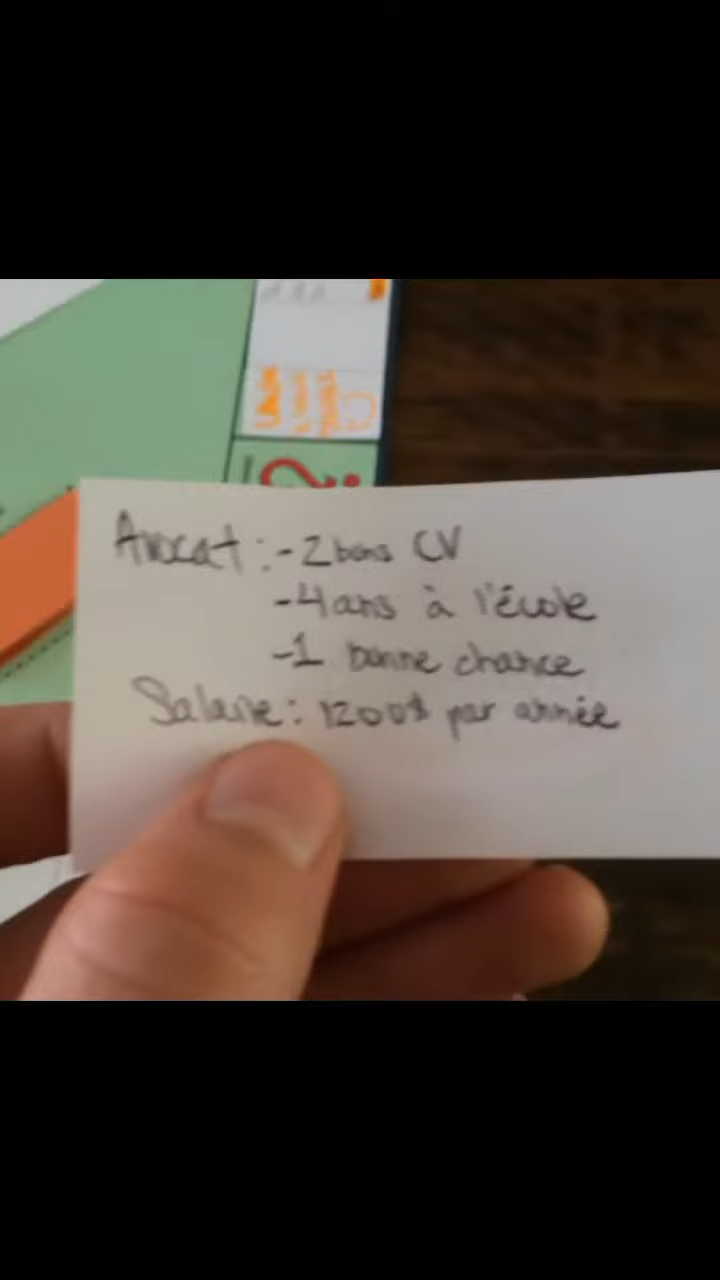 ?
Avocat : - 2 bons CV
- 4 ans à l'école
- 1 bonne chance
Salaire : 1200$ par année